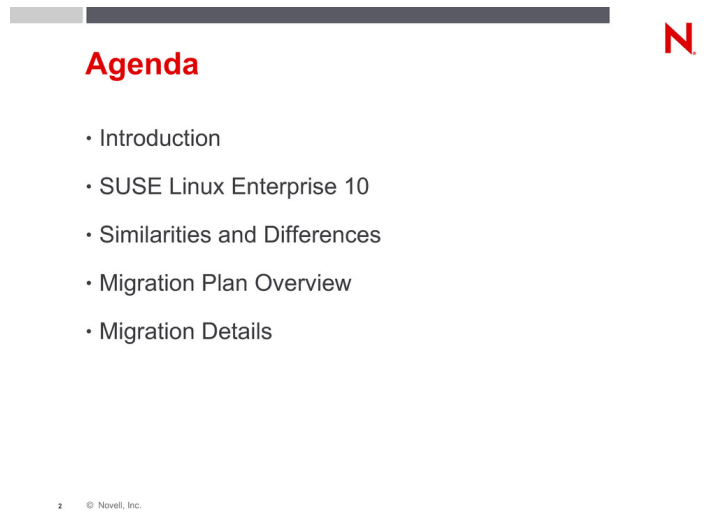 N
Agenda
• Introduction
• SUSE Linux Enterprise 10
• Similarities and Differences
• Migration Plan Overview
• Migration Details
2 © Novell, Inc.